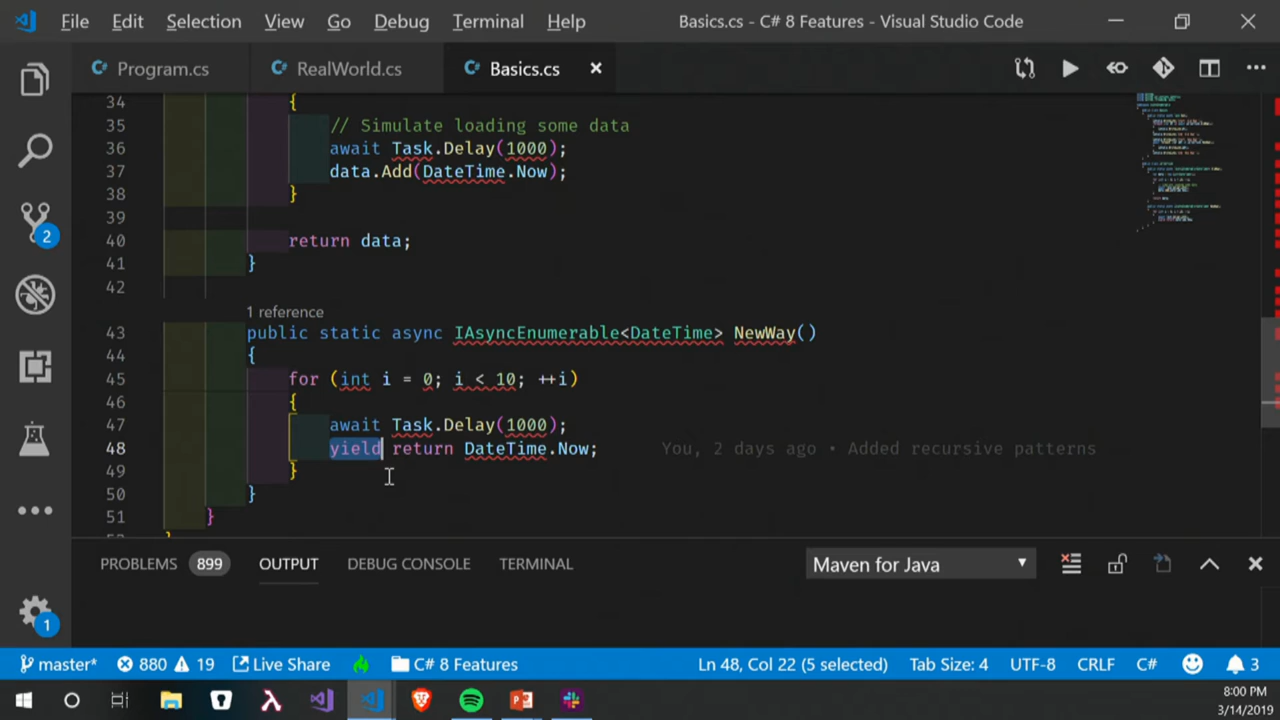 File Edit Selection View Go Debug Terminal Help Basics.cs - C# 8 Features - Visual Studio Code
Program.cs RealWorld.cs Basics.cs
34 {
35 // Simulate loading some data
36 await Task.Delay(1000);
37 data.Add(DateTime.Now);
38 }
39
40 return data;
41 }
42
1 reference
43 public static async IAsyncEnumerable<DateTime> NewWay()
44 {
45 for (int i = 0; i < 10; ++i)
46 {
47 await Task.Delay(1000);
48 yield return DateTime.Now; You, 2 days ago • Added recursive patterns
49 }
50 }
51 }
PROBLEMS 899 OUTPUT DEBUG CONSOLE TERMINAL Maven for Java
2
1
master* 880 19 Live Share C# 8 Features Ln 48, Col 22 (5 selected) Tab Size: 4 UTF-8 CRLF C# 3
8:00 PM
3/14/2019